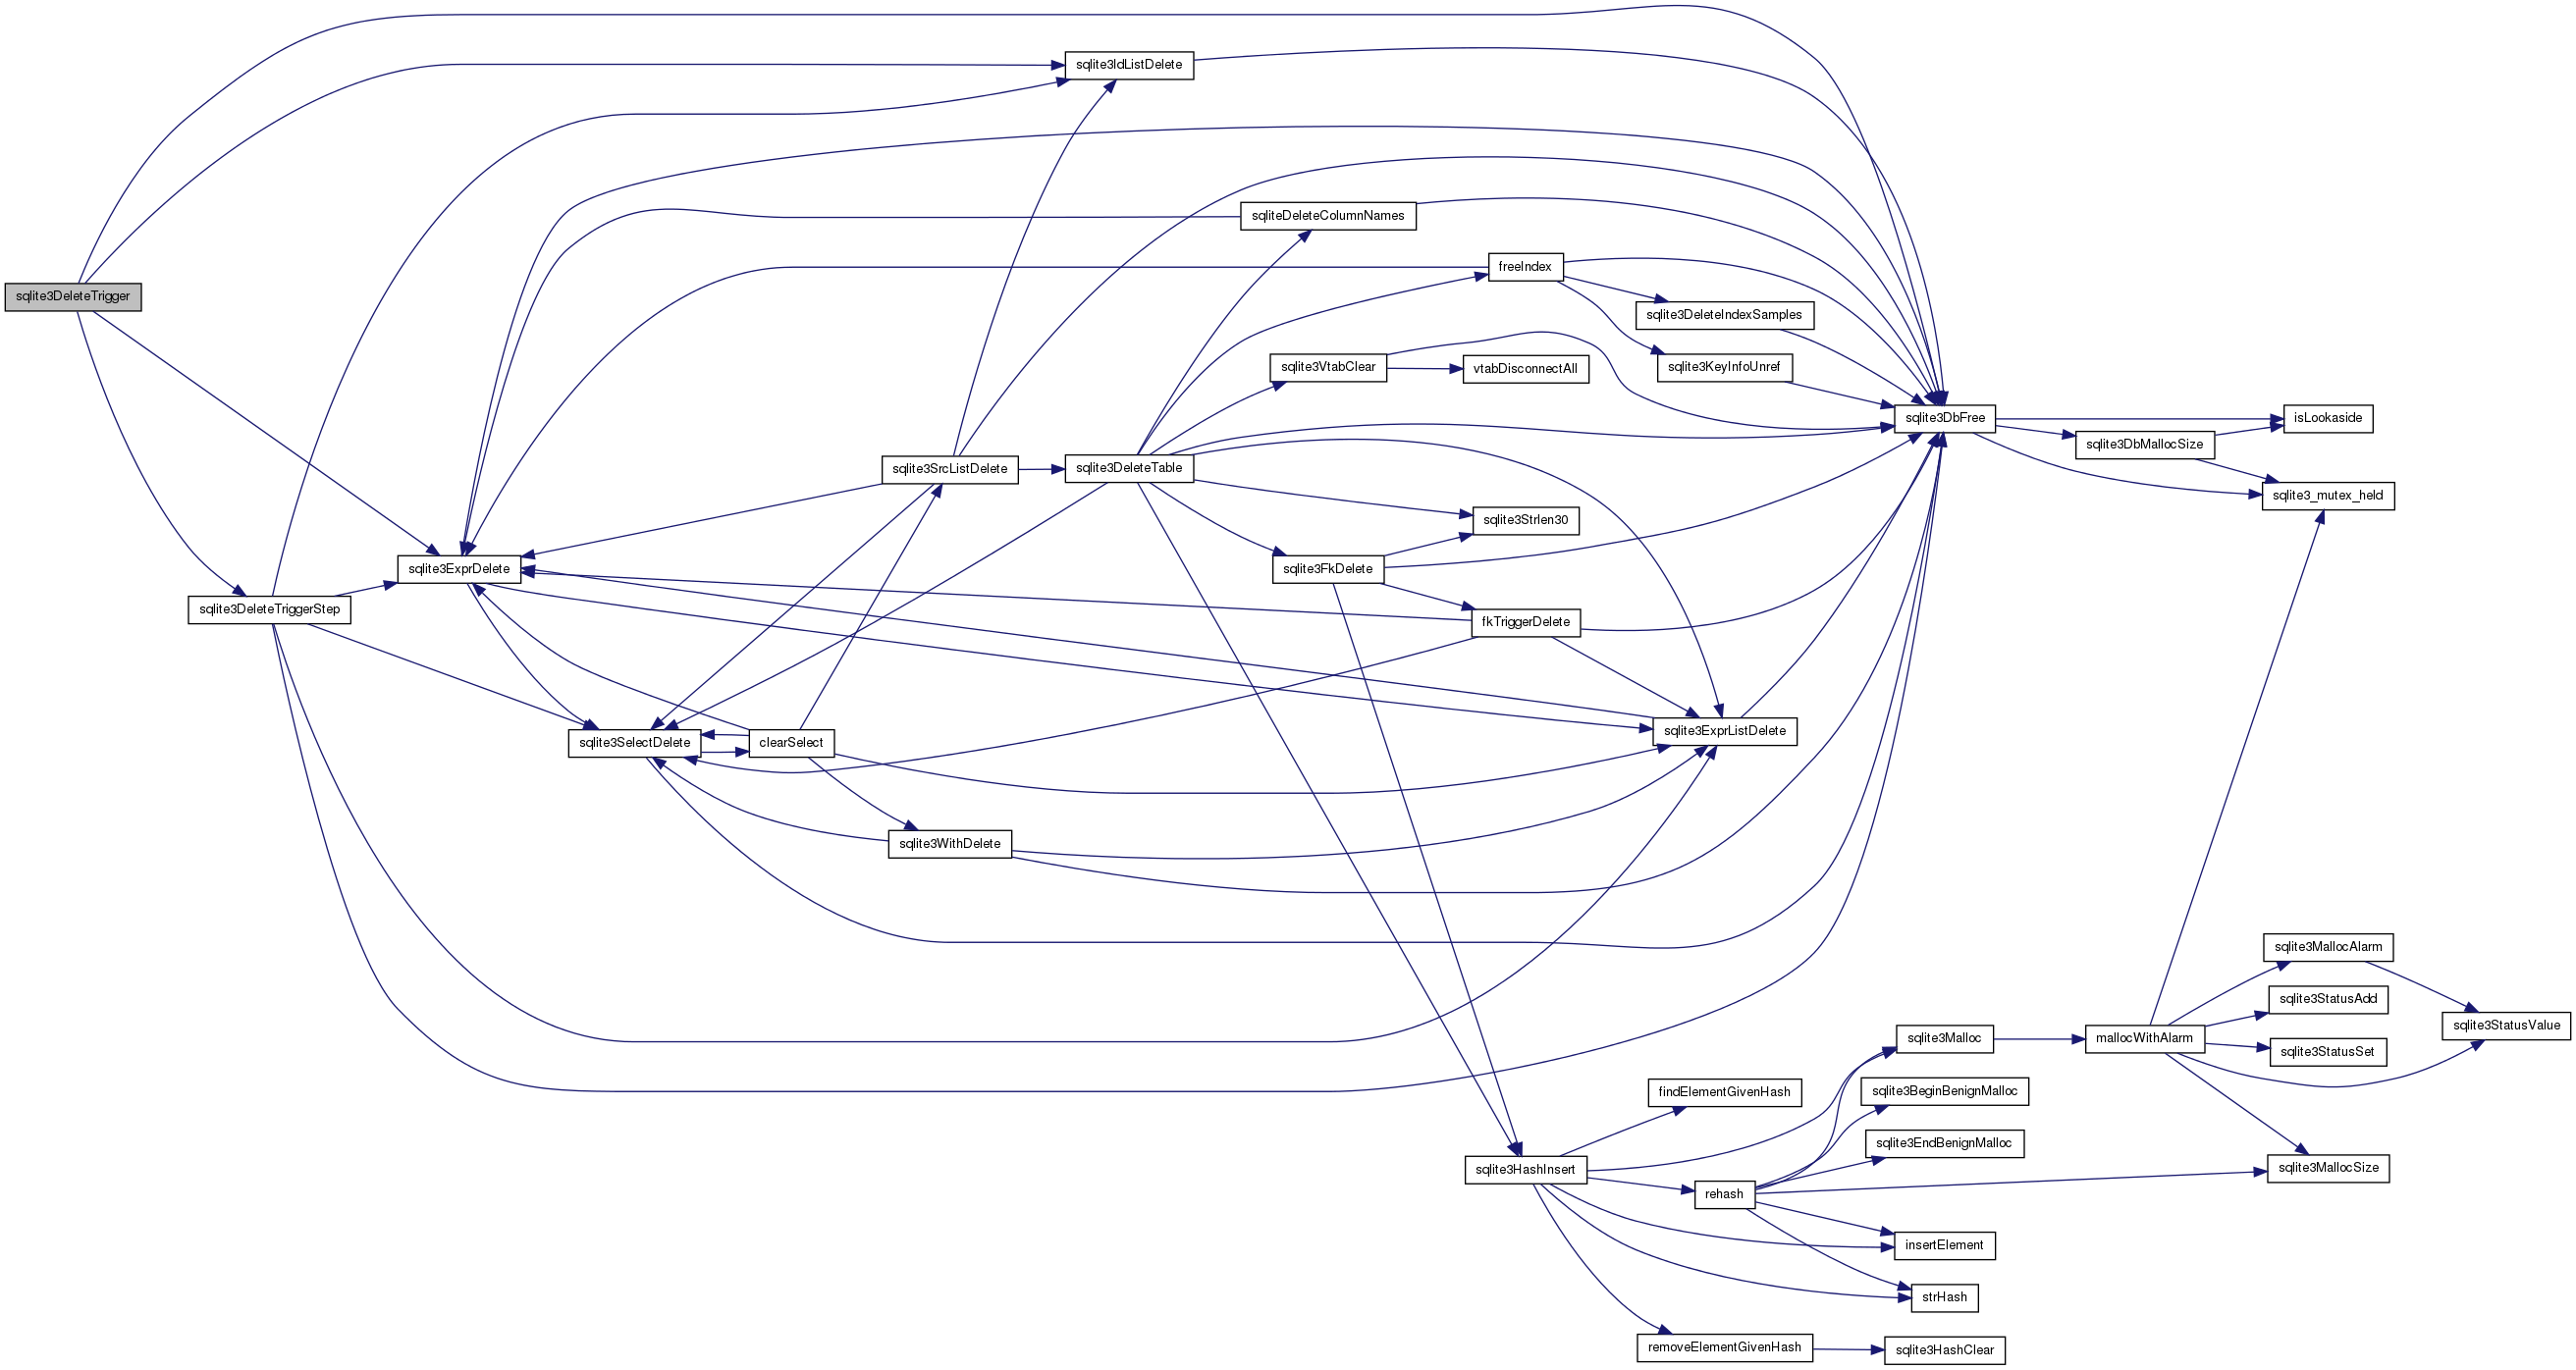 sqlite3DeleteTrigger
sqlite3DeleteTriggerStep
sqlite3ExprDelete
sqlite3SelectDelete
clearSelect
sqlite3SrcListDelete
sqlite3WithDelete
sqlite3IdListDelete
sqlite3DeleteTable
sqliteDeleteColumnNames
sqlite3VtabClear
sqlite3FkDelete
freeIndex
vtabDisconnectAll
sqlite3Strlen30
fkTriggerDelete
sqlite3HashInsert
sqlite3DeleteIndexSamples
sqlite3KeyInfoUnref
sqlite3ExprListDelete
findElementGivenHash
rehash
removeElementGivenHash
sqlite3DbFree
sqlite3Malloc
sqlite3BeginBenignMalloc
sqlite3EndBenignMalloc
insertElement
strHash
sqlite3HashClear
sqlite3DbMallocSize
mallocWithAlarm
isLookaside
sqlite3_mutex_held
sqlite3MallocAlarm
sqlite3StatusAdd
sqlite3StatusSet
sqlite3MallocSize
sqlite3StatusValue